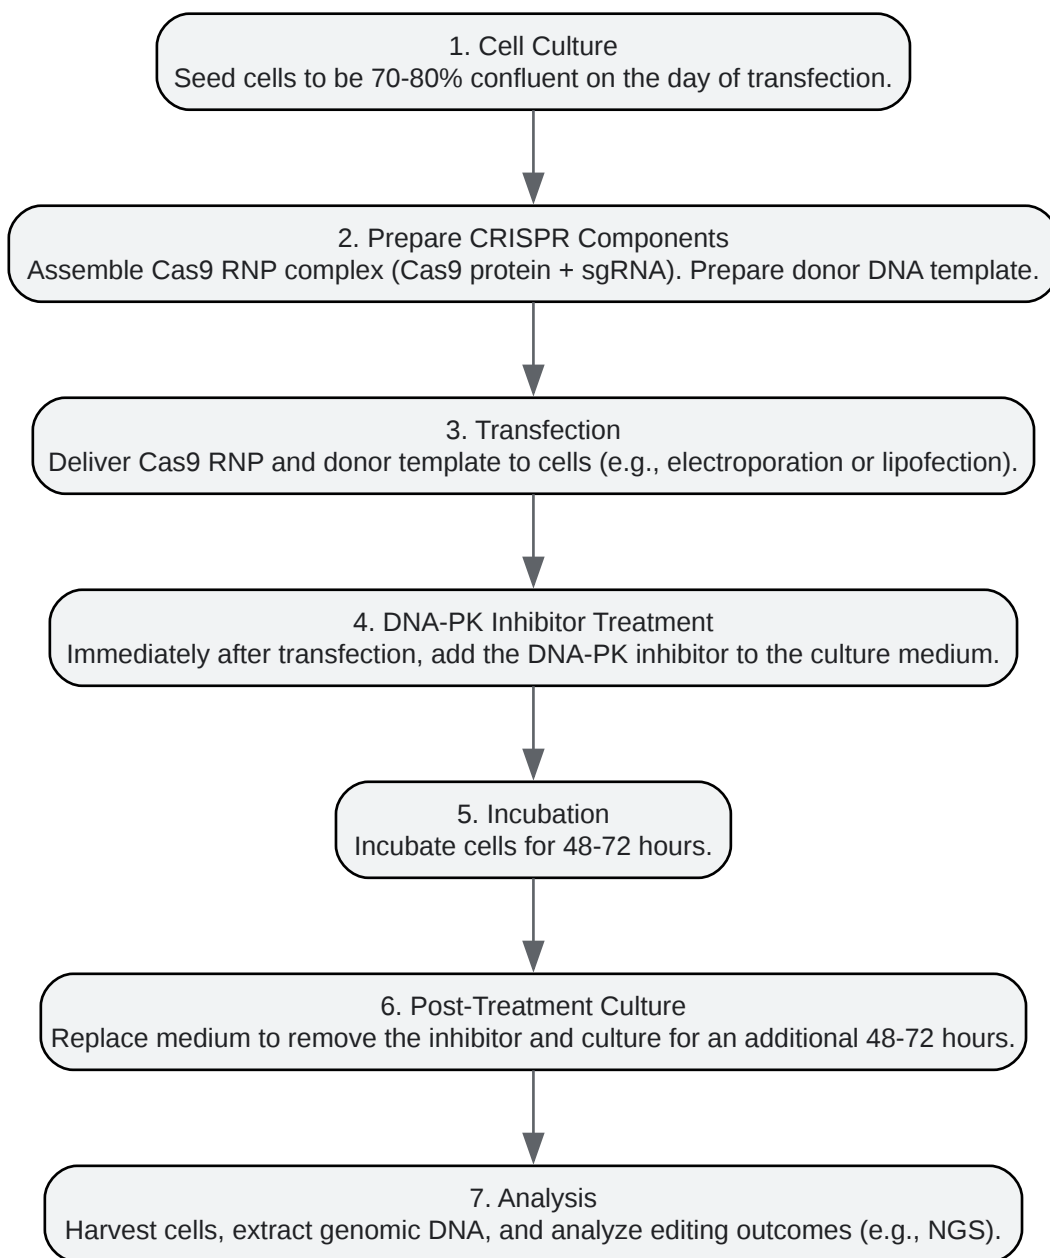 1. Cell Culture
Seed cells to be 70-80% confluent on the day of transfection.
2. Prepare CRISPR Components
Assemble Cas9 RNP complex (Cas9 protein + sgRNA). Prepare donor DNA template.
3. Transfection
Deliver Cas9 RNP and donor template to cells (e.g., electroporation or lipofection).
4. DNA-PK Inhibitor Treatment
Immediately after transfection, add the DNA-PK inhibitor to the culture medium.
5. Incubation
Incubate cells for 48-72 hours.
6. Post-Treatment Culture
Replace medium to remove the inhibitor and culture for an additional 48-72 hours.
7. Analysis
Harvest cells, extract genomic DNA, and analyze editing outcomes (e.g., NGS).